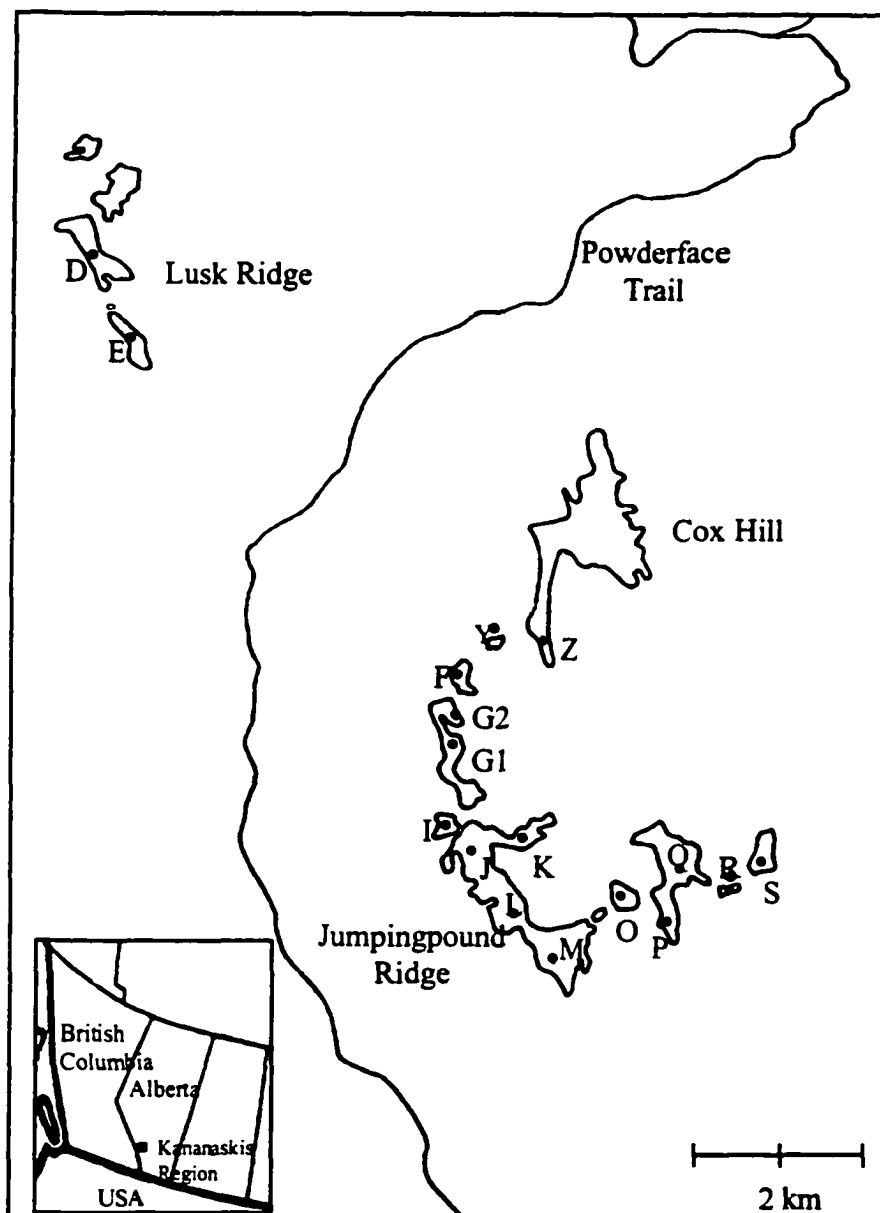 Powderface
Trail
D
Lusk Ridge
E
Cox Hill
Y
Z
F
G2
G1
I
J
K
Q
R
S
L
O
P
Jumpingpound
Ridge
M
British
Columbia
Alberta
Kananaskis
Region
USA
2 km